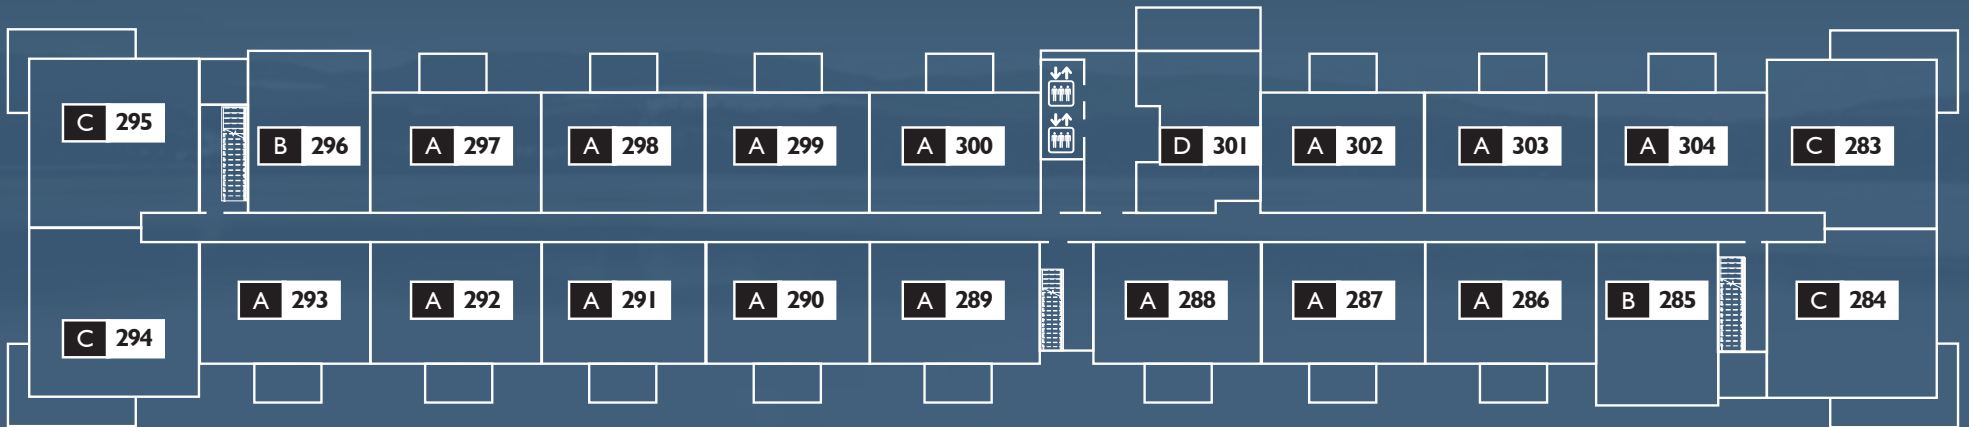 C 295
B 296
A 297
A 298
A 299
A 300
D 301
A 302
A 303
A 304
C 283
C 294
A 293
A 292
A 291
A 290
A 289
A 288
A 287
A 286
B 285
C 284